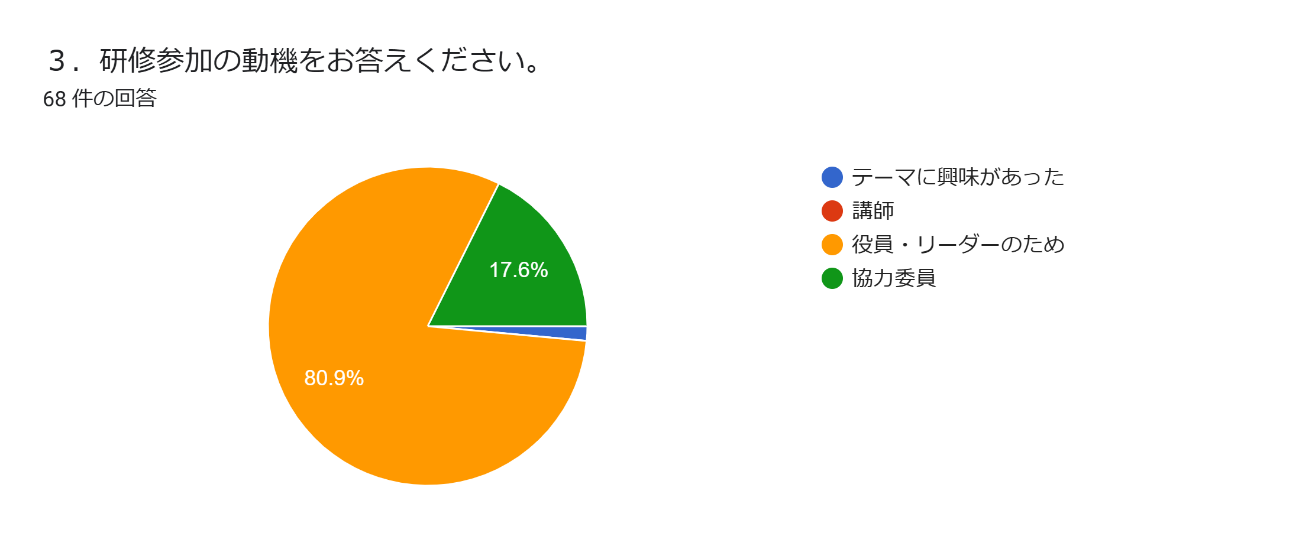 ３．研修参加の動機をお答えください。
68 件の回答
テーマに興味があった
講師
役員・リーダーのため
協力委員
17.6%
80.9%